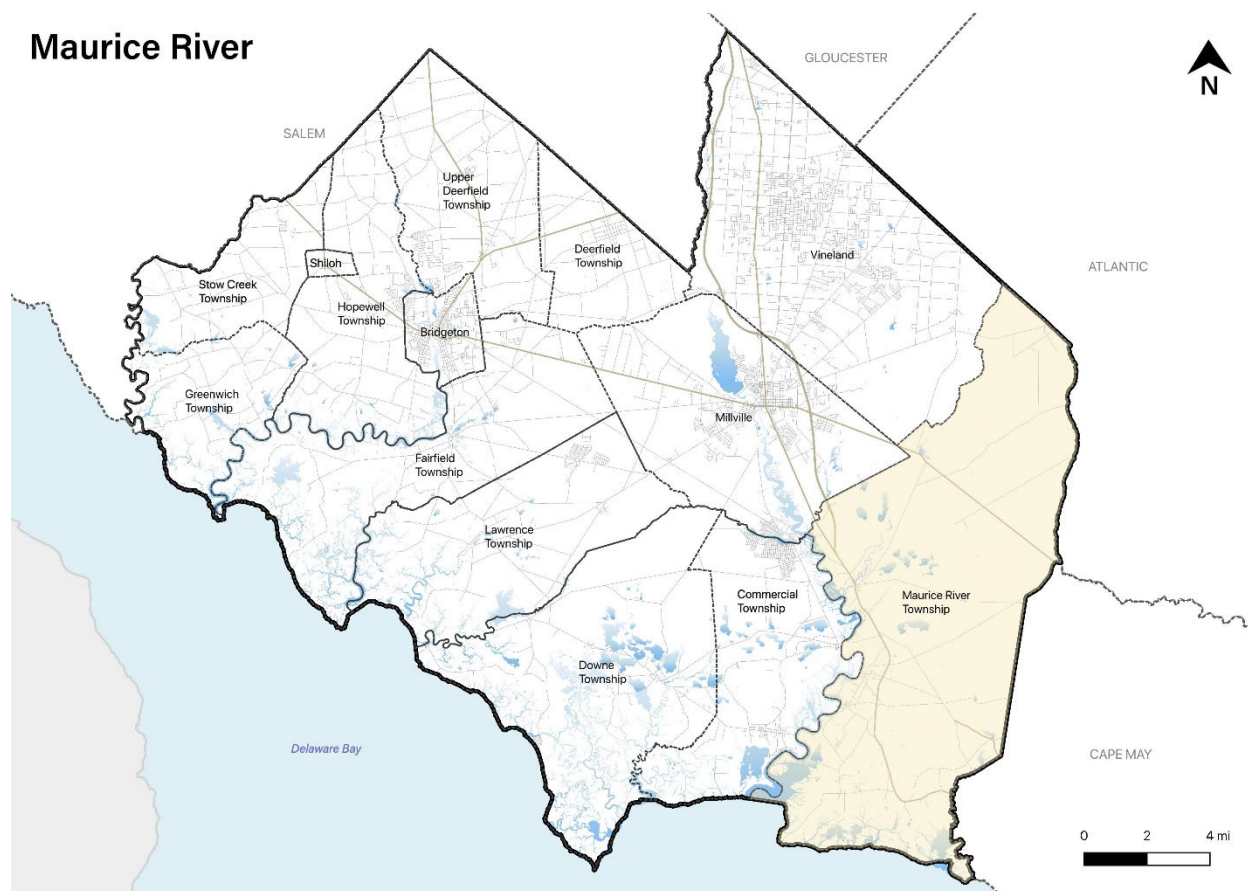 Maurice River
GLOUCESTER
N
SALEM
Upper
Deerfield
Township
Deerfield
Township
Vineland
Shiloh
ATLANTIC
Stow Creek
Township
Hopewell
Township
Bridgeton
Greenwich
Township
Millville
Fairfield
Township
Lawrence
Township
Commercial
Township
Maurice River
Township
Downe
Township
Delaware Bay
CAPE MAY
0 2 4 mi